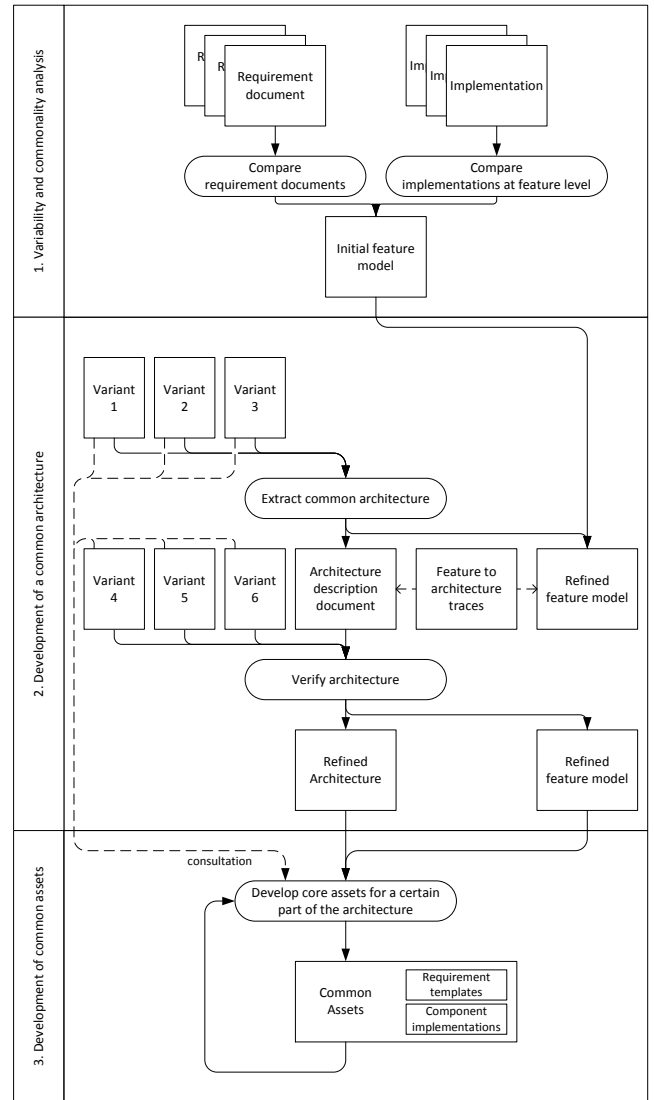 1. Variability and commonality analysis
R
R
Requirement
document
Imp
Imp
Implementation
Compare
requirement documents
Compare
implementations at feature level
Initial feature
model
2. Development of a common architecture
Variant
1
Variant
2
Variant
3
Extract common architecture
Variant
4
Variant
5
Variant
6
Architecture
description
document
Feature to
architecture
traces
Refined
feature model
Verify architecture
Refined
Architecture
Refined
feature model
3. Development of common assets
consultation
Develop core assets for a certain
part of the architecture
Common
Assets
Requirement
templates
Component
implementations